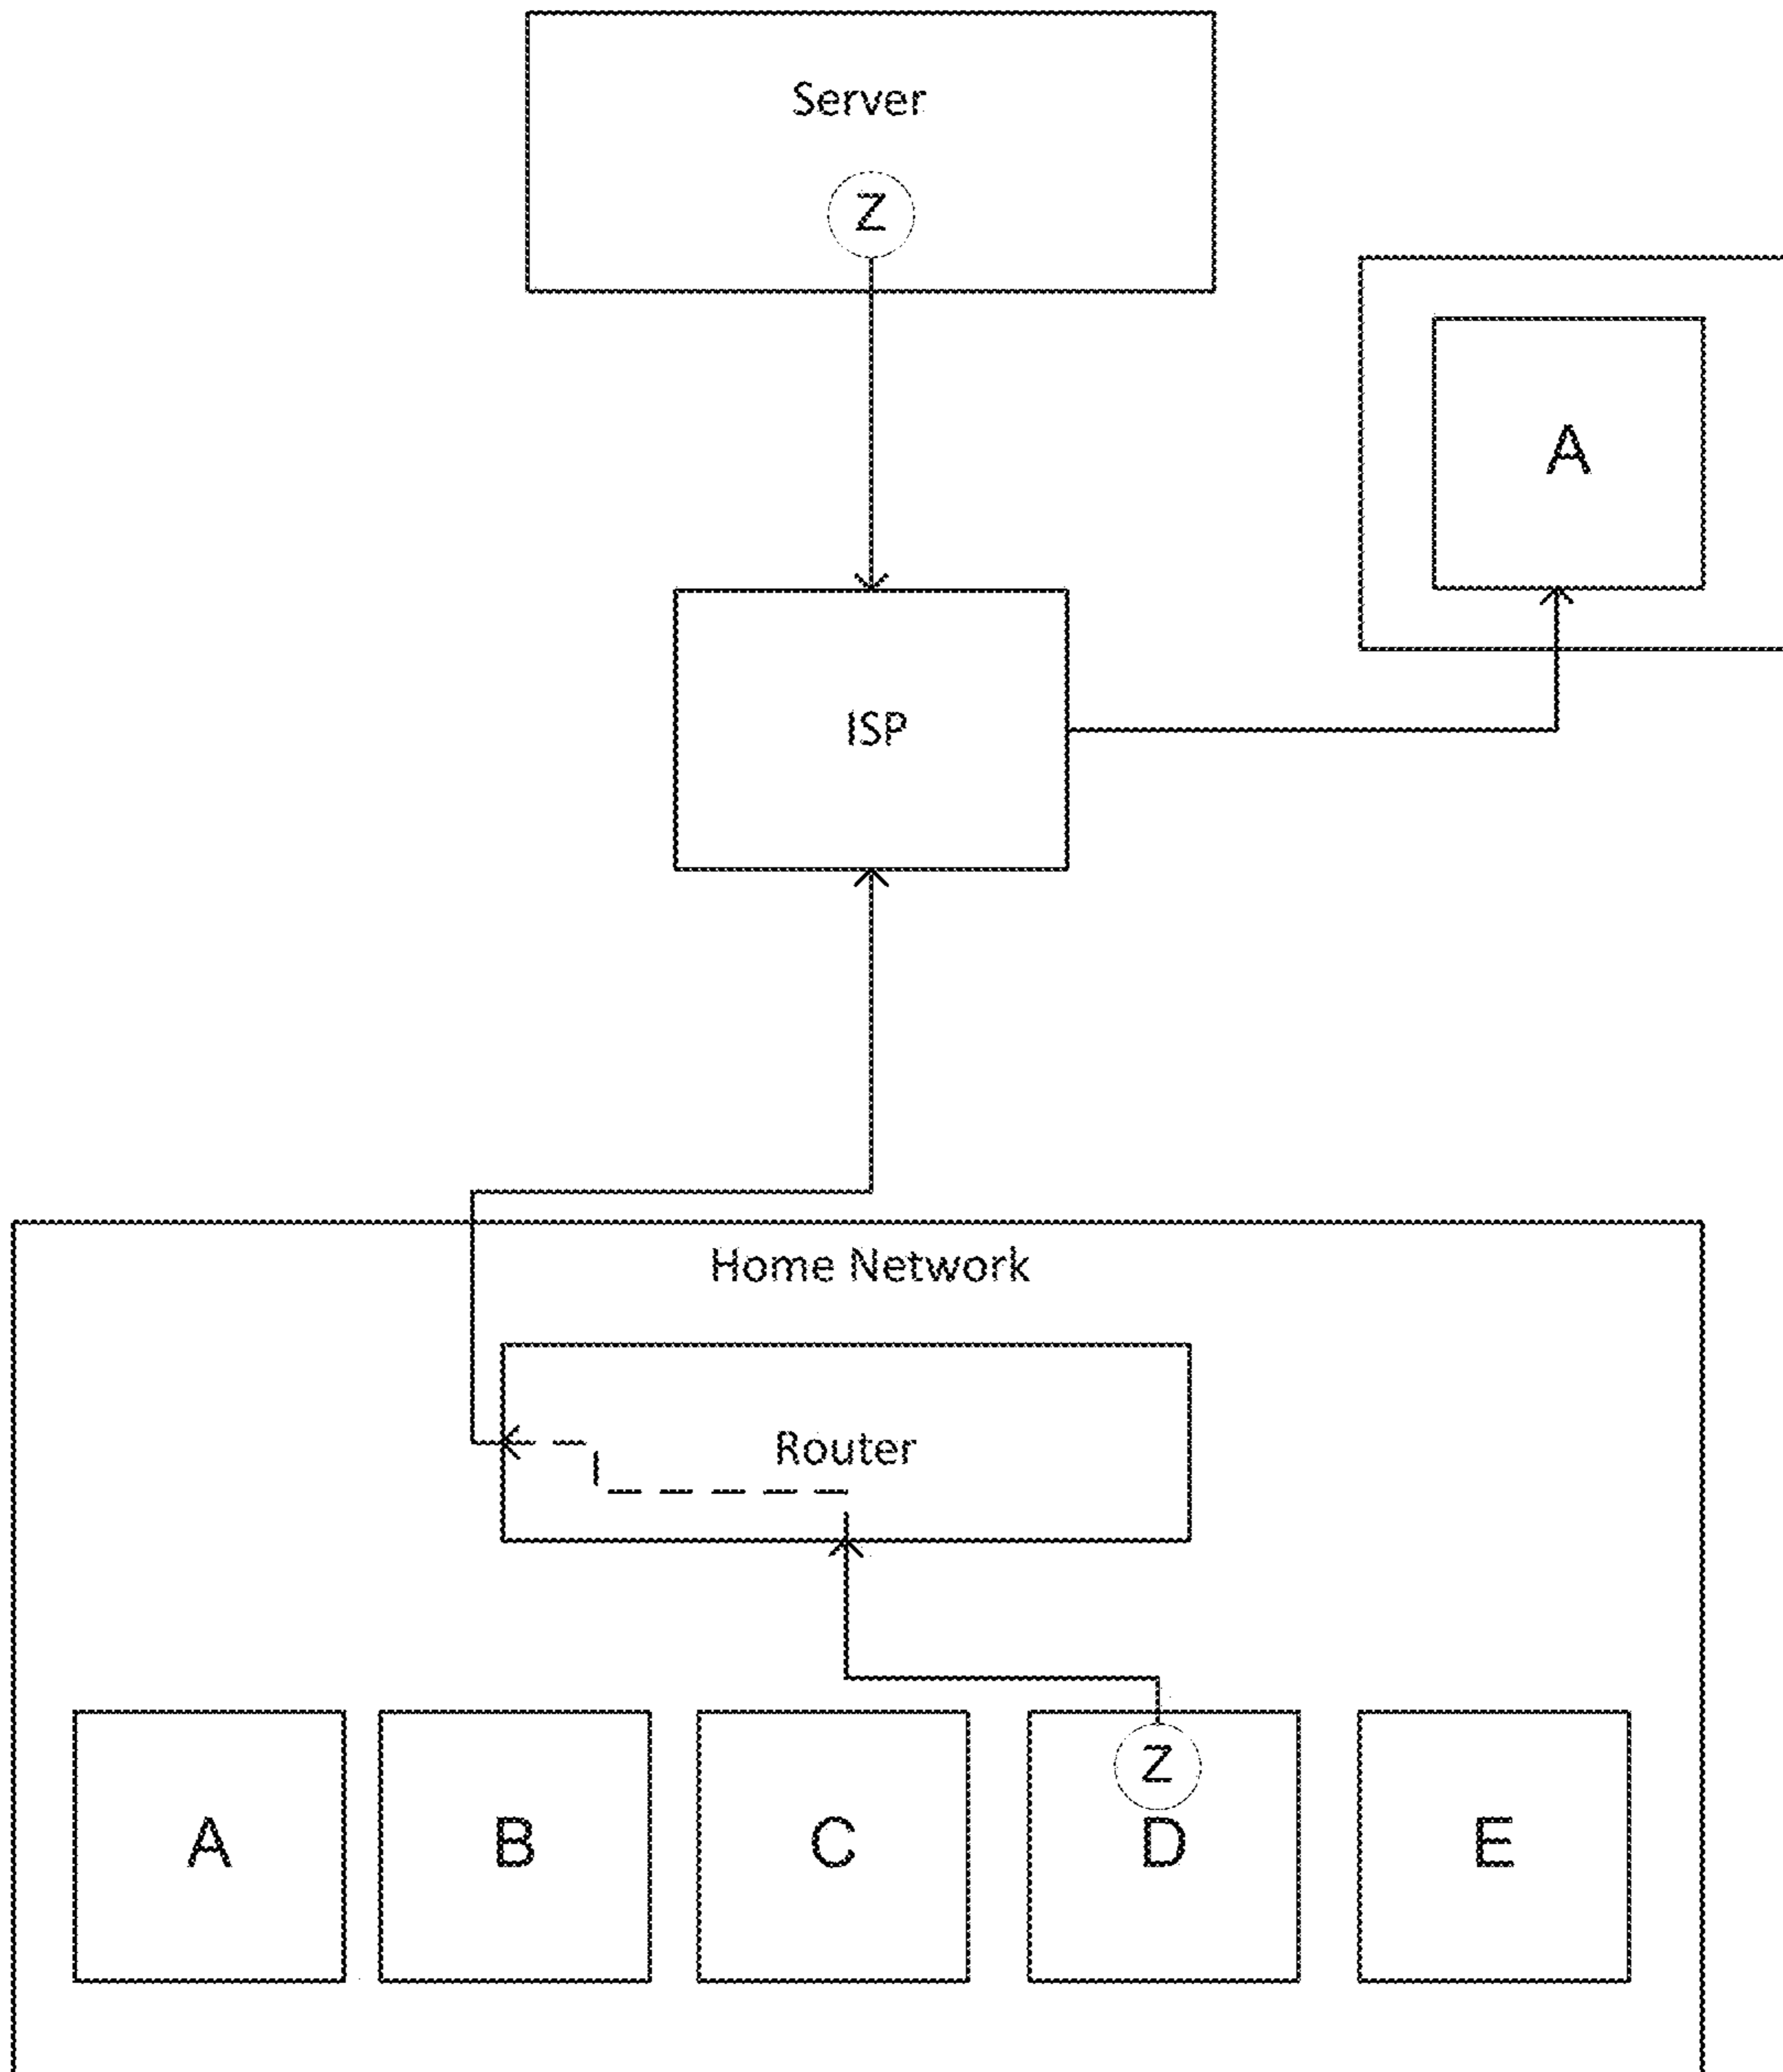 Server
Z
A
ISP
Home Network
Router
Z
A B C D E